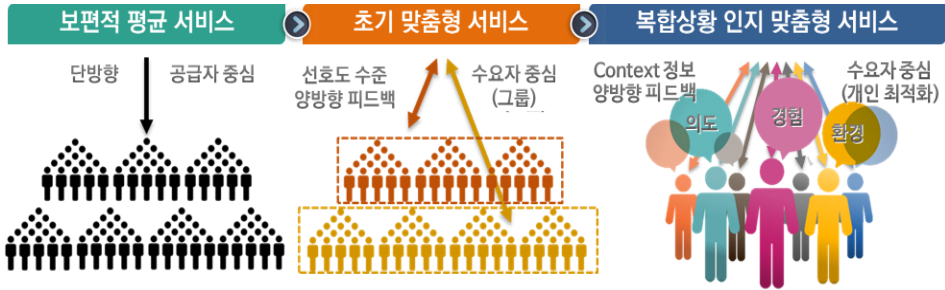 보편적 평균 서비스
초기 맞춤형 서비스
복합상황 인지 맞춤형 서비스
단방향
공급자 중심
선호도 수준
양방향 피드백
수요자 중심
(그룹)
Context 정보
양방향 피드백
수요자 중심
(개인 최적화)
의도
경험
환경